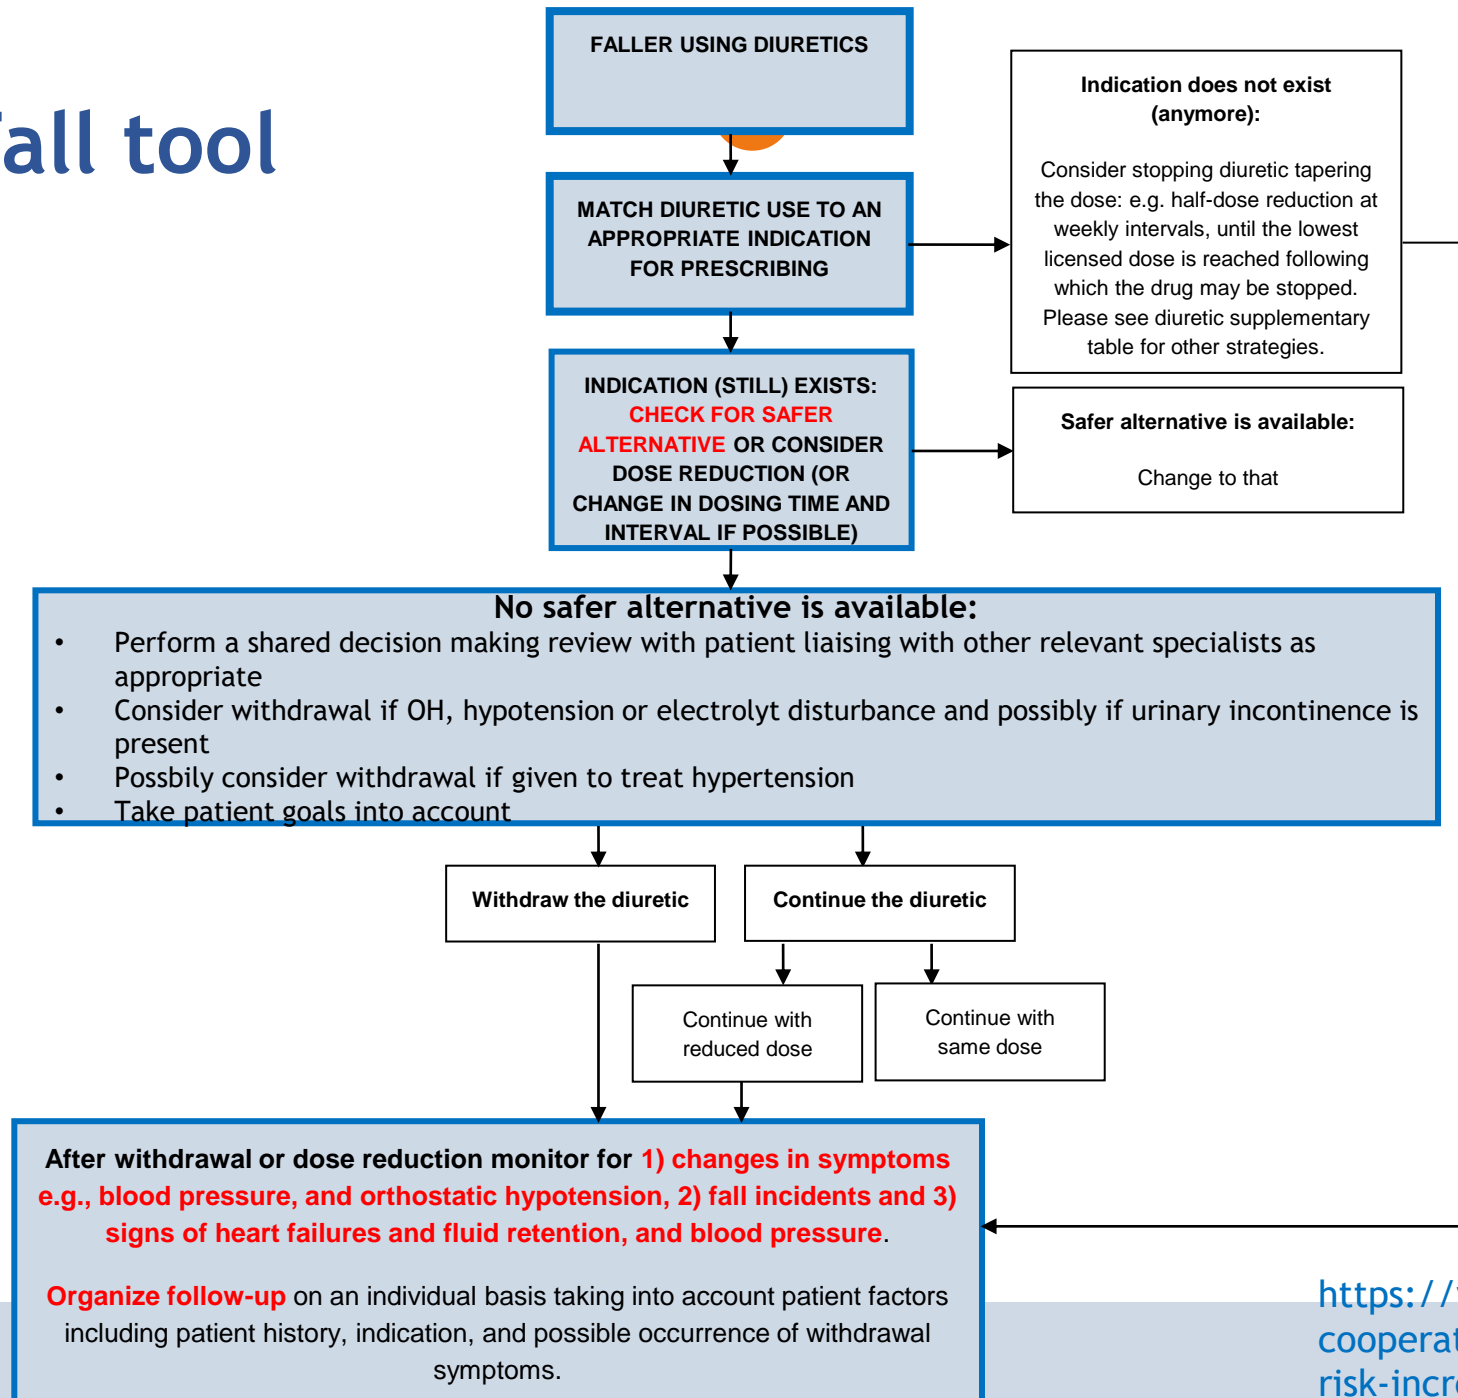 fall tool
FALLER USING DIURETICS
MATCH DIURETIC USE TO AN
APPROPRIATE INDICATION
FOR PRESCRIBING
Indication does not exist
(anymore):
Consider stopping diuretic tapering
the dose: e.g. half-dose reduction at
weekly intervals, until the lowest
licensed dose is reached following
which the drug may be stopped.
Please see diuretic supplementary
table for other strategies.
INDICATION (STILL) EXISTS:
CHECK FOR SAFER
ALTERNATIVE OR CONSIDER
DOSE REDUCTION (OR
CHANGE IN DOSING TIME AND
INTERVAL IF POSSIBLE)
Safer alternative is available:
Change to that
No safer alternative is available:
• Perform a shared decision making review with patient liaising with other relevant specialists as
appropriate
• Consider withdrawal if OH, hypotension or electrolyt disturbance and possibly if urinary incontinence is
present
• Possbily consider withdrawal if given to treat hypertension
• Take patient goals into account
Withdraw the diuretic
Continue the diuretic
Continue with
reduced dose
Continue with
same dose
After withdrawal or dose reduction monitor for 1) changes in symptoms
e.g., blood pressure, and orthostatic hypotension, 2) fall incidents and 3)
signs of heart failures and fluid retention, and blood pressure.
Organize follow-up on an individual basis taking into account patient factors
including patient history, indication, and possible occurrence of withdrawal
symptoms.
https://
cooperat
risk-incr